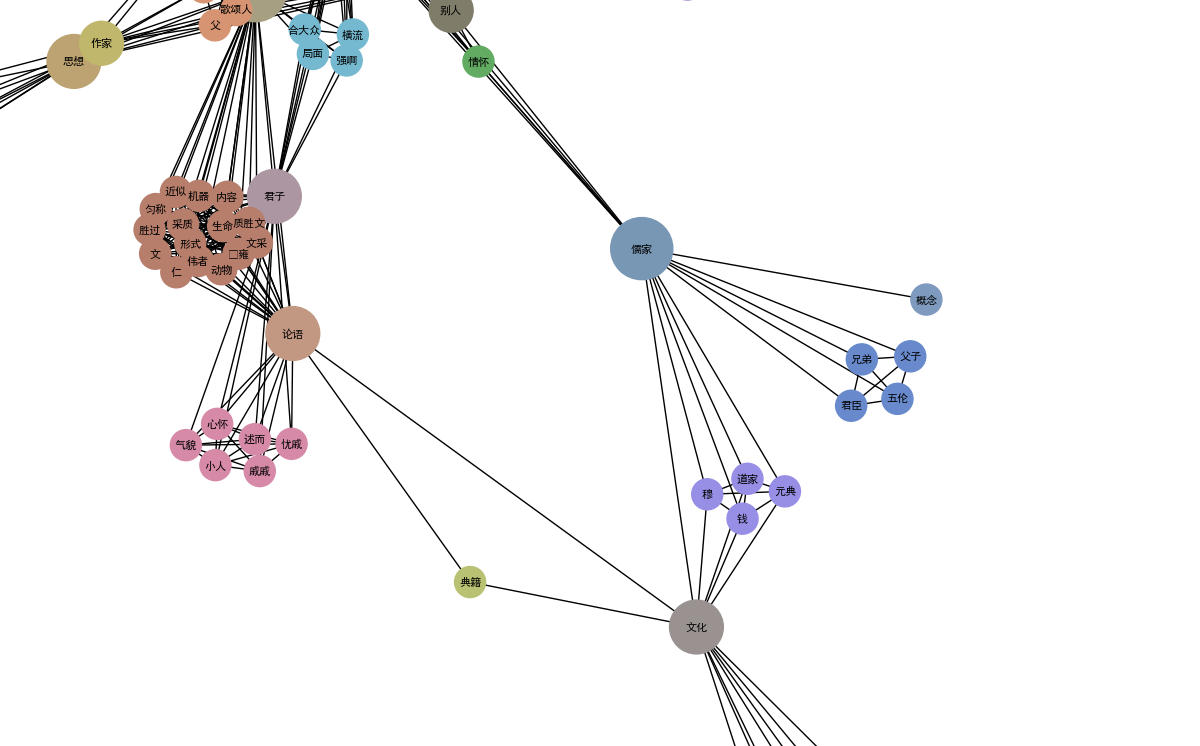 歌颂人
别人
父
合大众
横流
作家
局面
强啊
思想
情怀
近似
机器
内容
君子
匀称
采质
生命
质胜文
胜过
形式
文采
儒家
文
伟者
□雍
仁
动物
概念
论语
兄弟
父子
君臣
五伦
心怀
气貌
述而
忧戚
小人
戚戚
道家
穆
元典
钱
典籍
文化